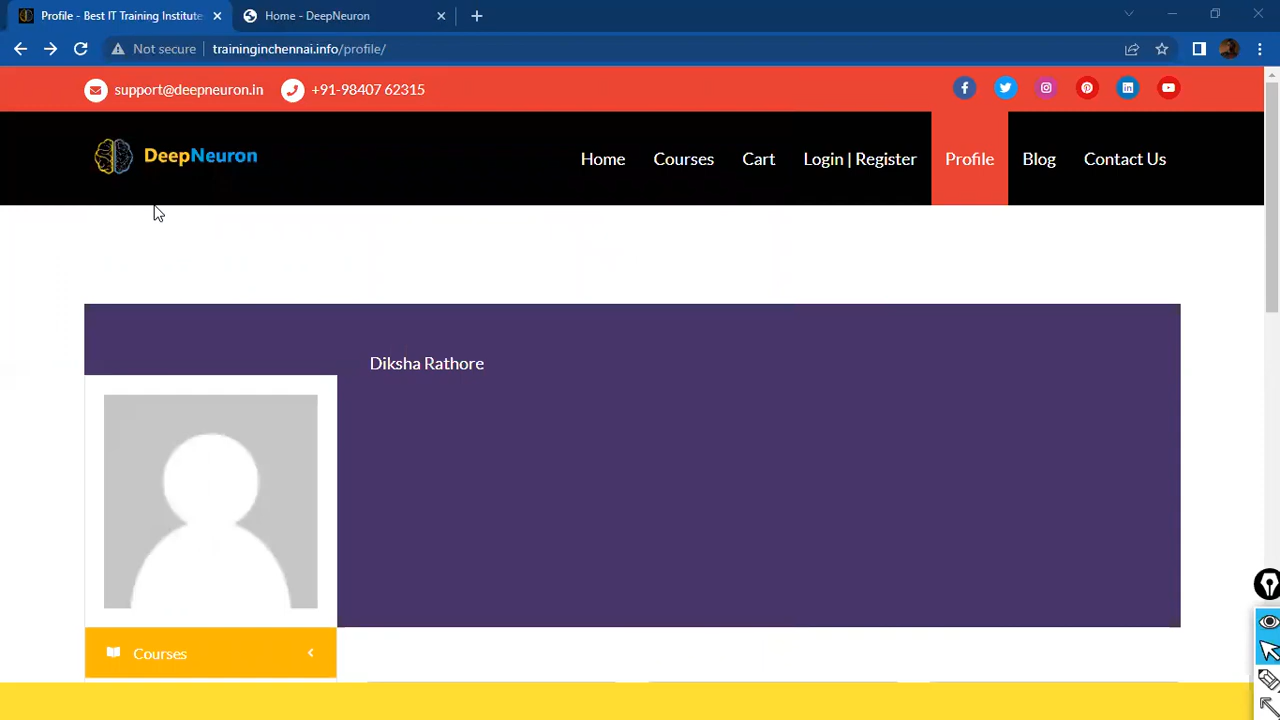 Profile - Best IT Training Institute
Home - DeepNeuron
Not secure
traininginchennai.info/profile/
support@deepneuron.in
+91-98407 62315
DeepNeuron
Home
Courses
Cart
Login | Register
Profile
Blog
Contact Us
Diksha Rathore
Courses